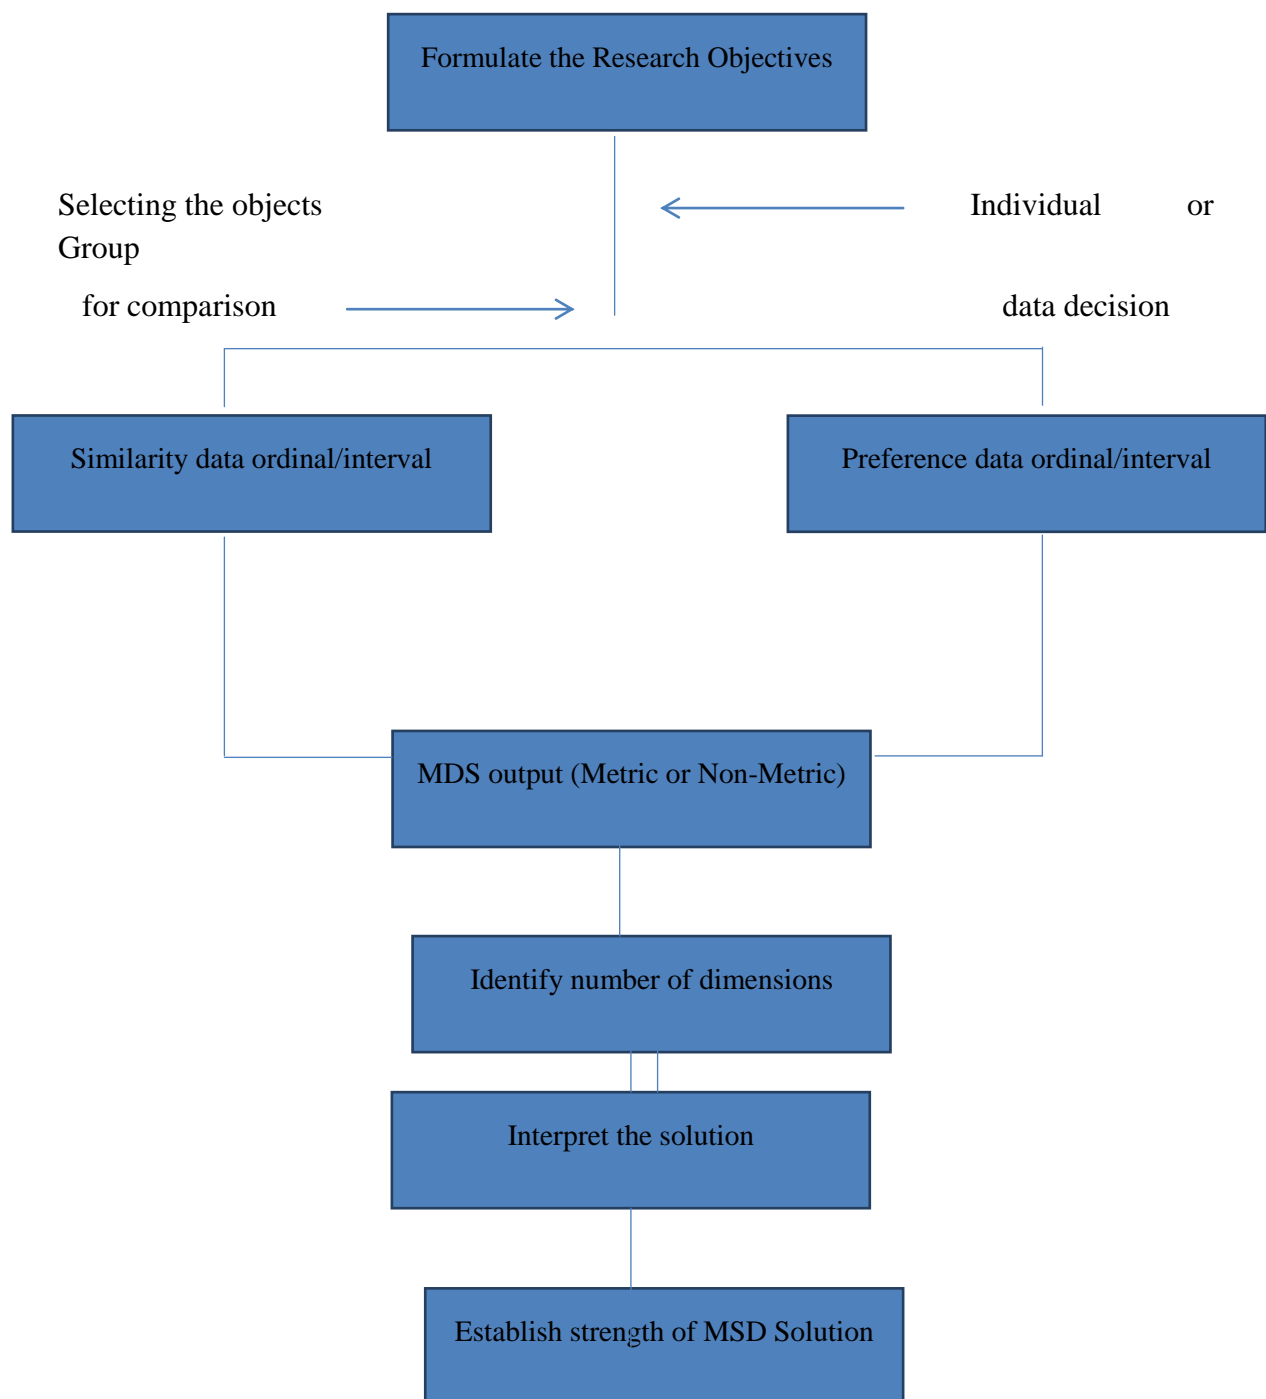 Formulate the Research Objectives
Selecting the objects Individual or
Group
for comparison data decision
Similarity data ordinal/interval
Preference data ordinal/interval
MDS output (Metric or Non-Metric)
Identify number of dimensions
Interpret the solution
Establish strength of MSD Solution